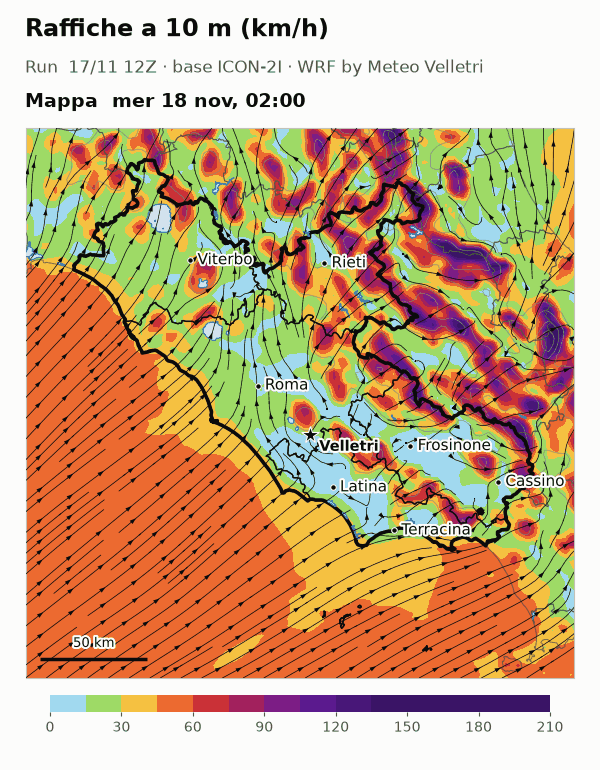 Raffiche a 10 m (km/h)
Run  17/11 12Z · base ICON-2I · WRF by Meteo Velletri
Mappa  mer 18 nov, 02:00
Viterbo
Rieti
Roma
Velletri
Frosinone
Latina
Cassino
Terracina
50 km
0 30 60 90 120 150 180 210